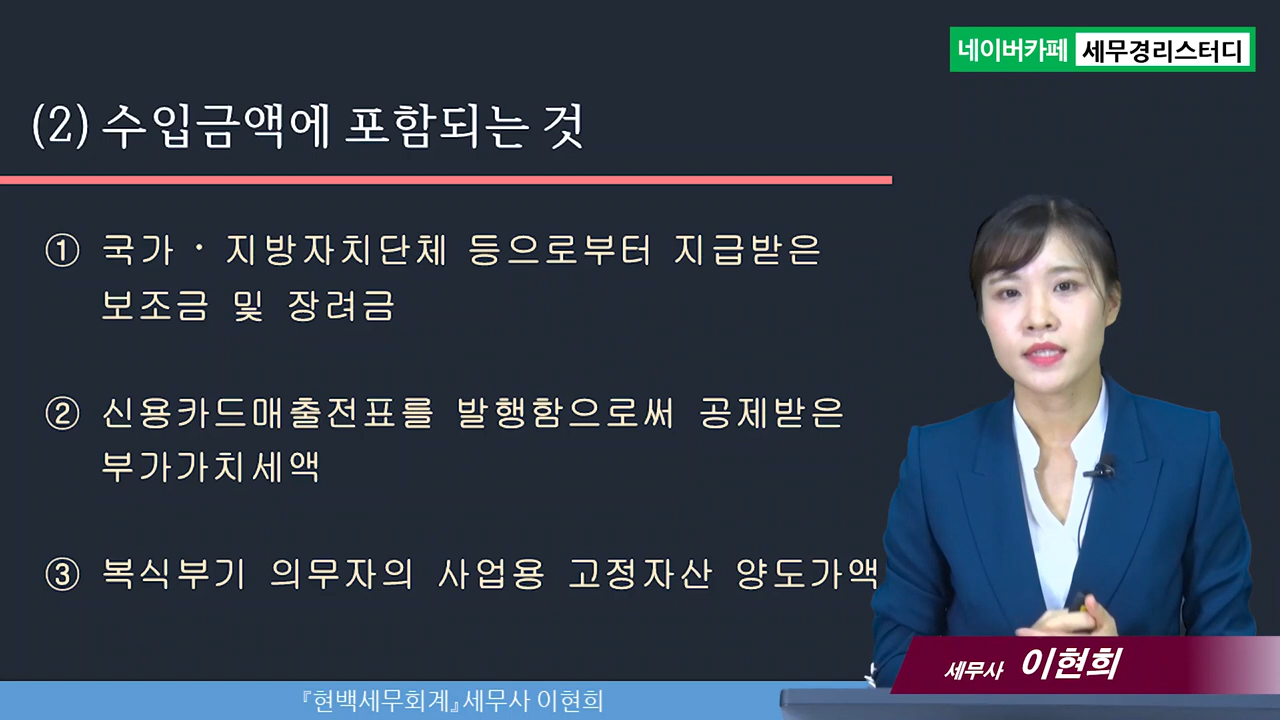 네이버카페 세무경리스터디
(2) 수입금액에 포함되는 것
① 국가 · 지방자치단체 등으로부터 지급받은
보조금 및 장려금
② 신용카드매출전표를 발행함으로써 공제받은
부가가치세액
③ 복식부기 의무자의 사업용 고정자산 양도가액
세무사 이현희
『현백세무회계』세무사 이현희